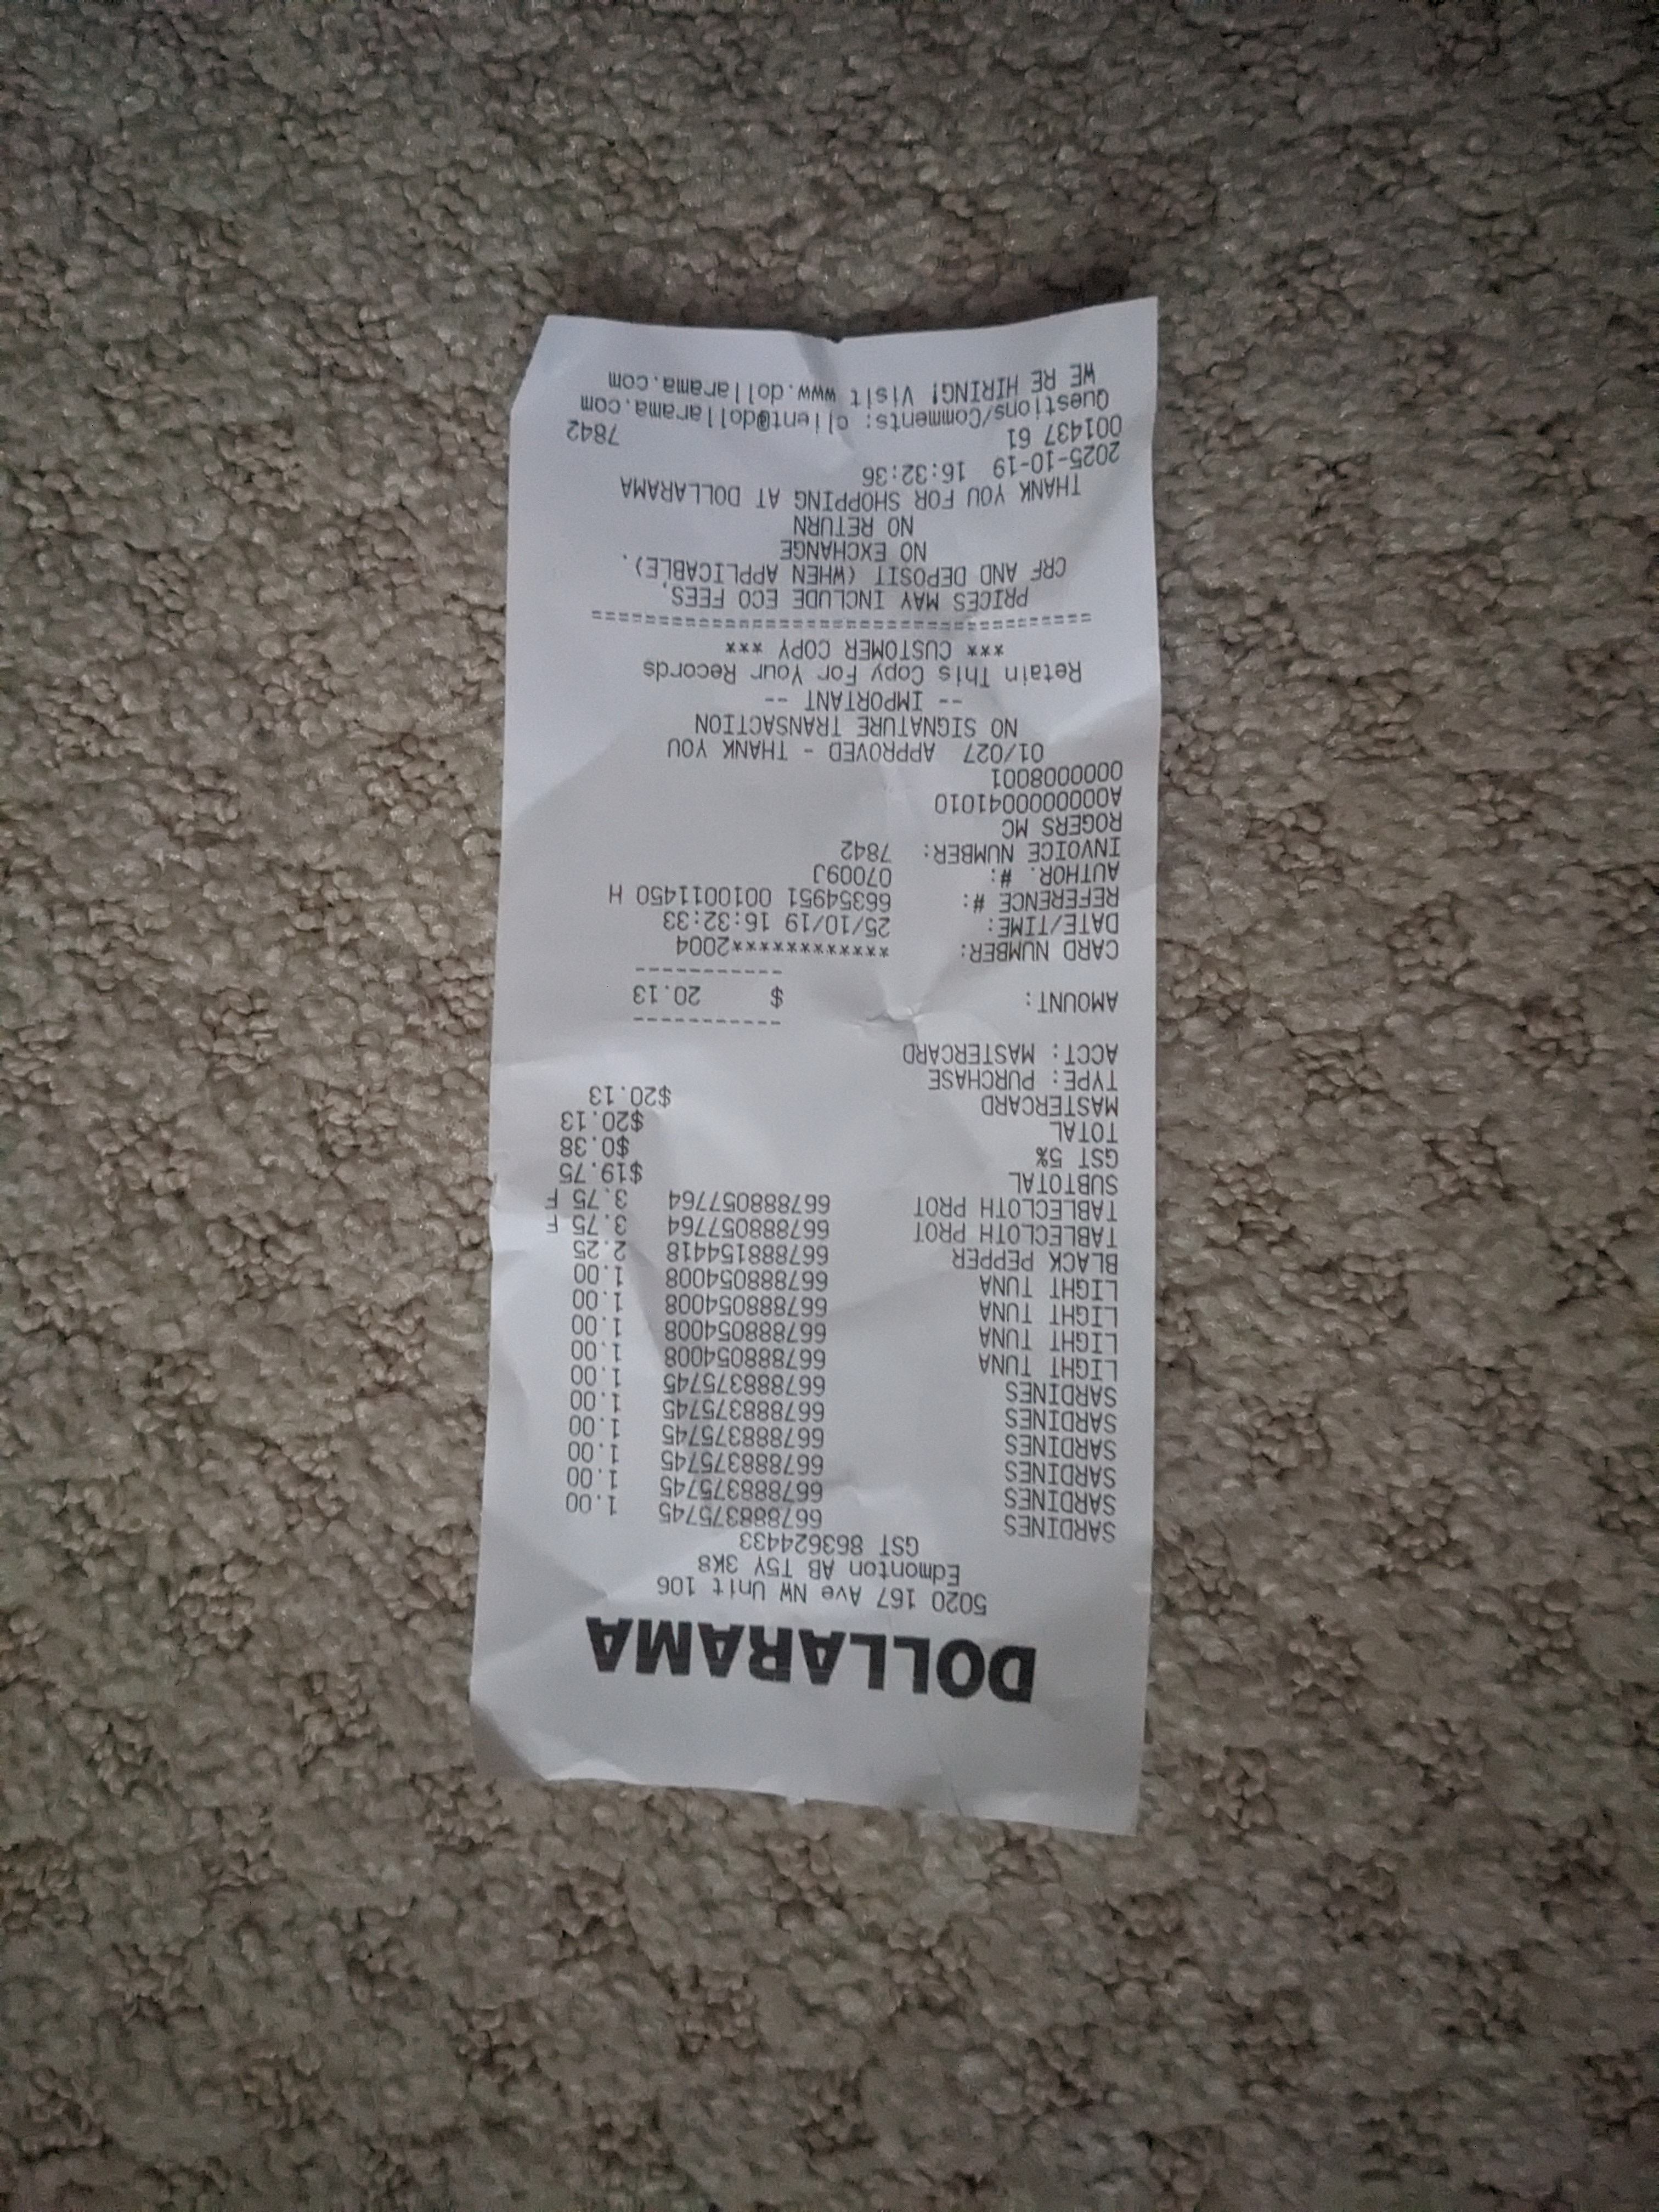 DOLLARAMA
5020 167 Ave NW Unit 106
Edmonton AB T5Y 3K8
GST 863624433
SARDINES 667888375745 1.00
SARDINES 667888375745 1.00
SARDINES 667888375745 1.00
SARDINES 667888375745 1.00
SARDINES 667888375745 1.00
SARDINES 667888375745 1.00
LIGHT TUNA 667888054008 1.00
LIGHT TUNA 667888054008 1.00
LIGHT TUNA 667888054008 1.00
LIGHT TUNA 667888054008 1.00
BLACK PEPPER 667888154418 2.25
TABLECLOTH PROT 667888057764 3.75 F
TABLECLOTH PROT 667888057764 3.75 F
SUBTOTAL $19.75
GST 5% $0.38
TOTAL $20.13
MASTERCARD $20.13
TYPE: PURCHASE
ACCT: MASTERCARD
------------
AMOUNT: $ 20.13
------------
CARD NUMBER: ************2004
DATE/TIME: 25/10/19 16:32:33
REFERENCE #: 66354951 0010011450 H
AUTHOR. #: 07009J
INVOICE NUMBER: 7842
ROGERS MC
A0000000041010
0000008001
01/027 APPROVED - THANK YOU
NO SIGNATURE TRANSACTION
-- IMPORTANT --
Retain This Copy For Your Records
*** CUSTOMER COPY ***
======================================
PRICES MAY INCLUDE ECO FEES,
CRF AND DEPOSIT (WHEN APPLICABLE).
NO EXCHANGE
NO RETURN
THANK YOU FOR SHOPPING AT DOLLARAMA
2025-10-19 16:32:36
001437 61 7842
Questions/Comments: client@dollarama.com
WE RE HIRING! Visit www.dollarama.com